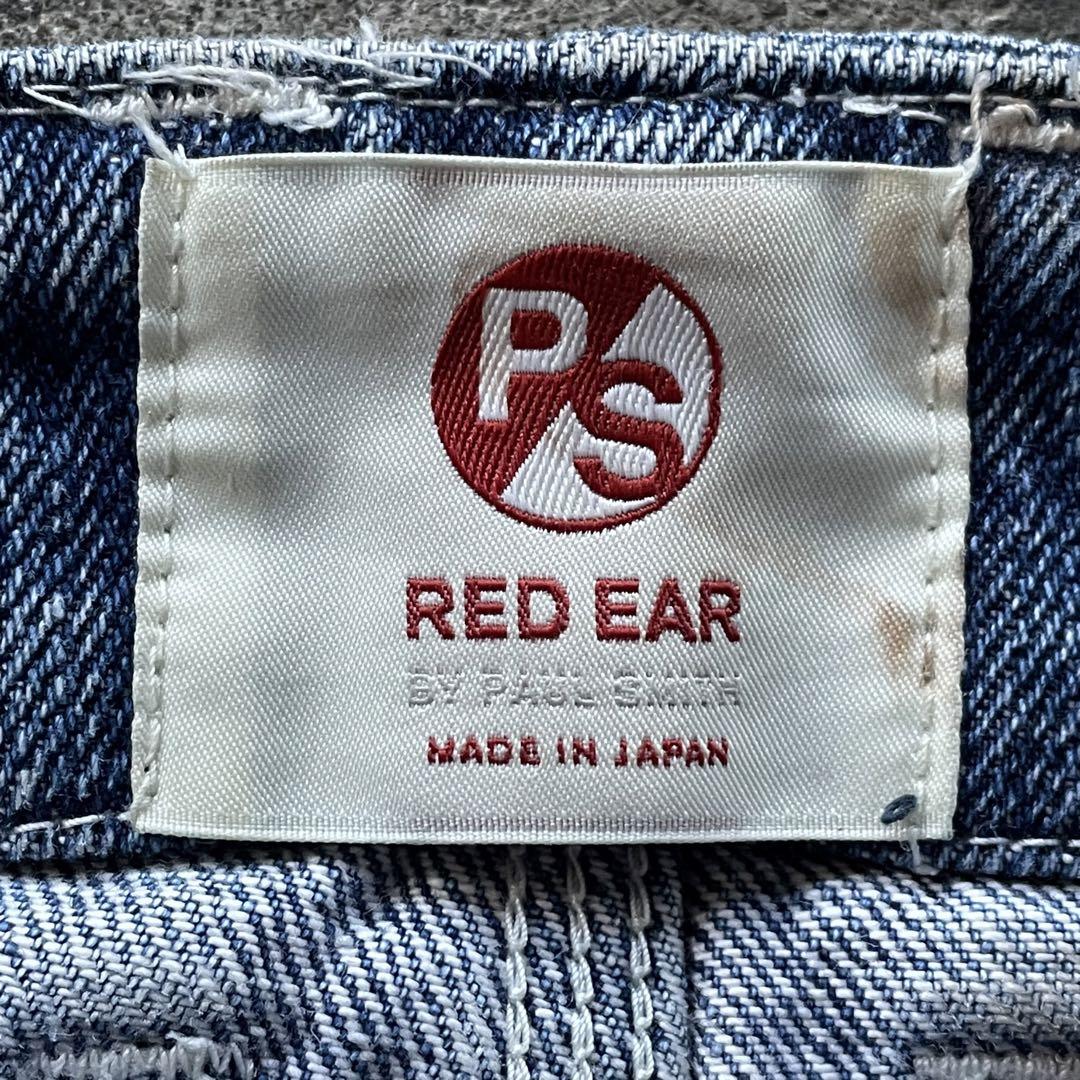 PS
RED EAR
BY PAUL SMITH
MADE IN JAPAN